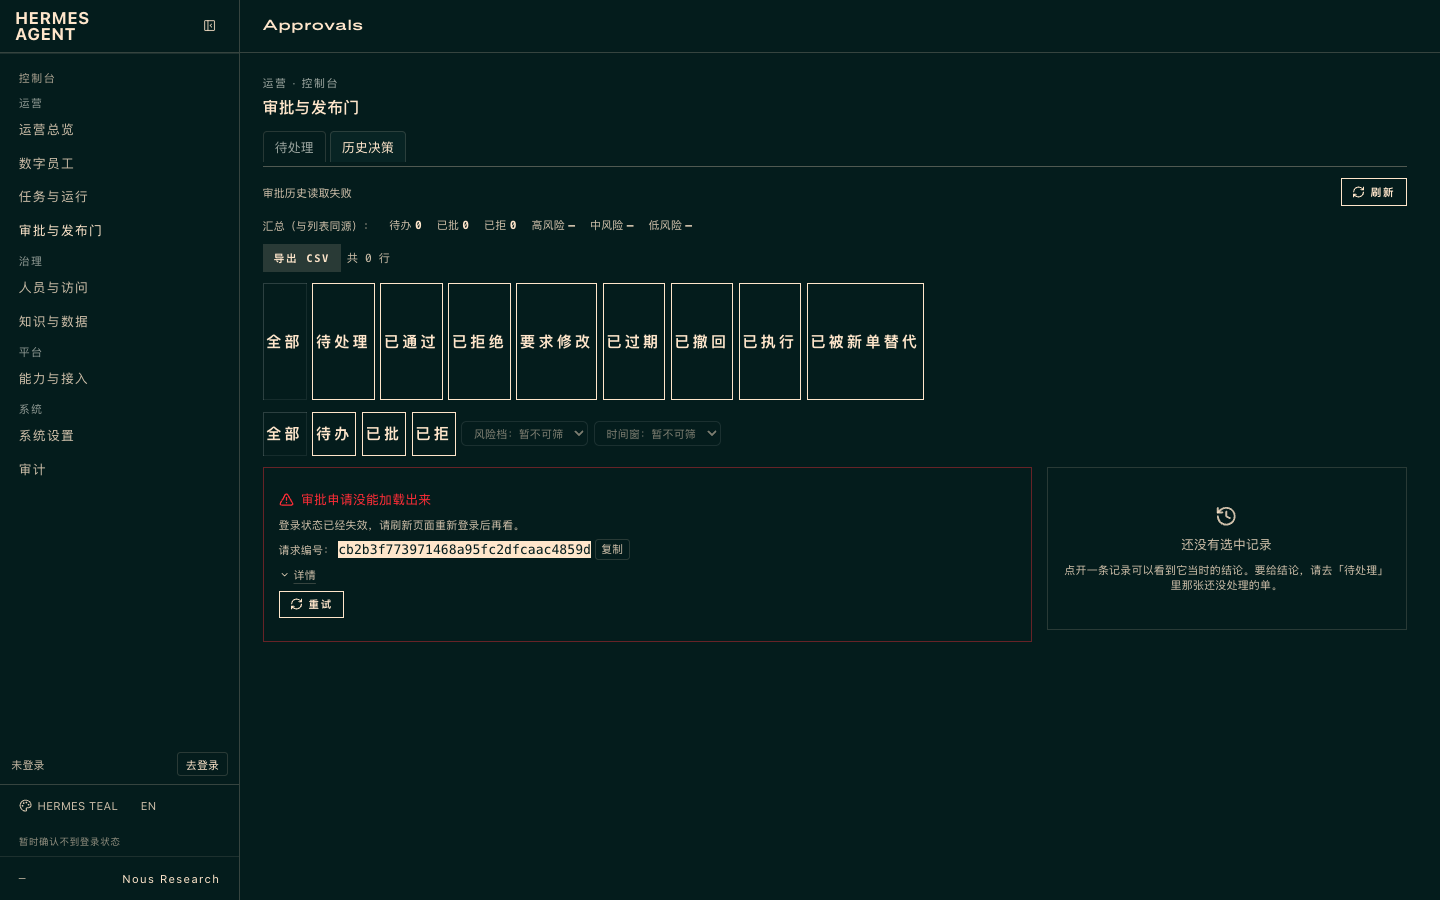 HERMES
AGENT
Approvals
控制台
运营
运营总览
数字员工
任务与运行
审批与发布门
治理
人员与访问
知识与数据
平台
能力与接入
系统
系统设置
审计
未登录
去登录
HERMES TEAL EN
暂时确认不到登录状态
— Nous Research
运营 · 控制台
审批与发布门
待处理 历史决策
审批历史读取失败
刷新
汇总（与列表同源）： 待办 0 已批 0 已拒 0 高风险 — 中风险 — 低风险 —
导出 CSV 共 0 行
全部 待处理 已通过 已拒绝 要求修改 已过期 已撤回 已执行 已被新单替代
全部 待办 已批 已拒 风险档: 暂不可筛 时间窗: 暂不可筛
审批申请没能加载出来
登录状态已经失效，请刷新页面重新登录后再看。
请求编号: cb2b3f773971468a95fc2dfcaac4859d 复制
详情
重试
还没有选中记录
点开一条记录可以看到它当时的结论。要给结论，请去「待处理」
里那张还没处理的单。